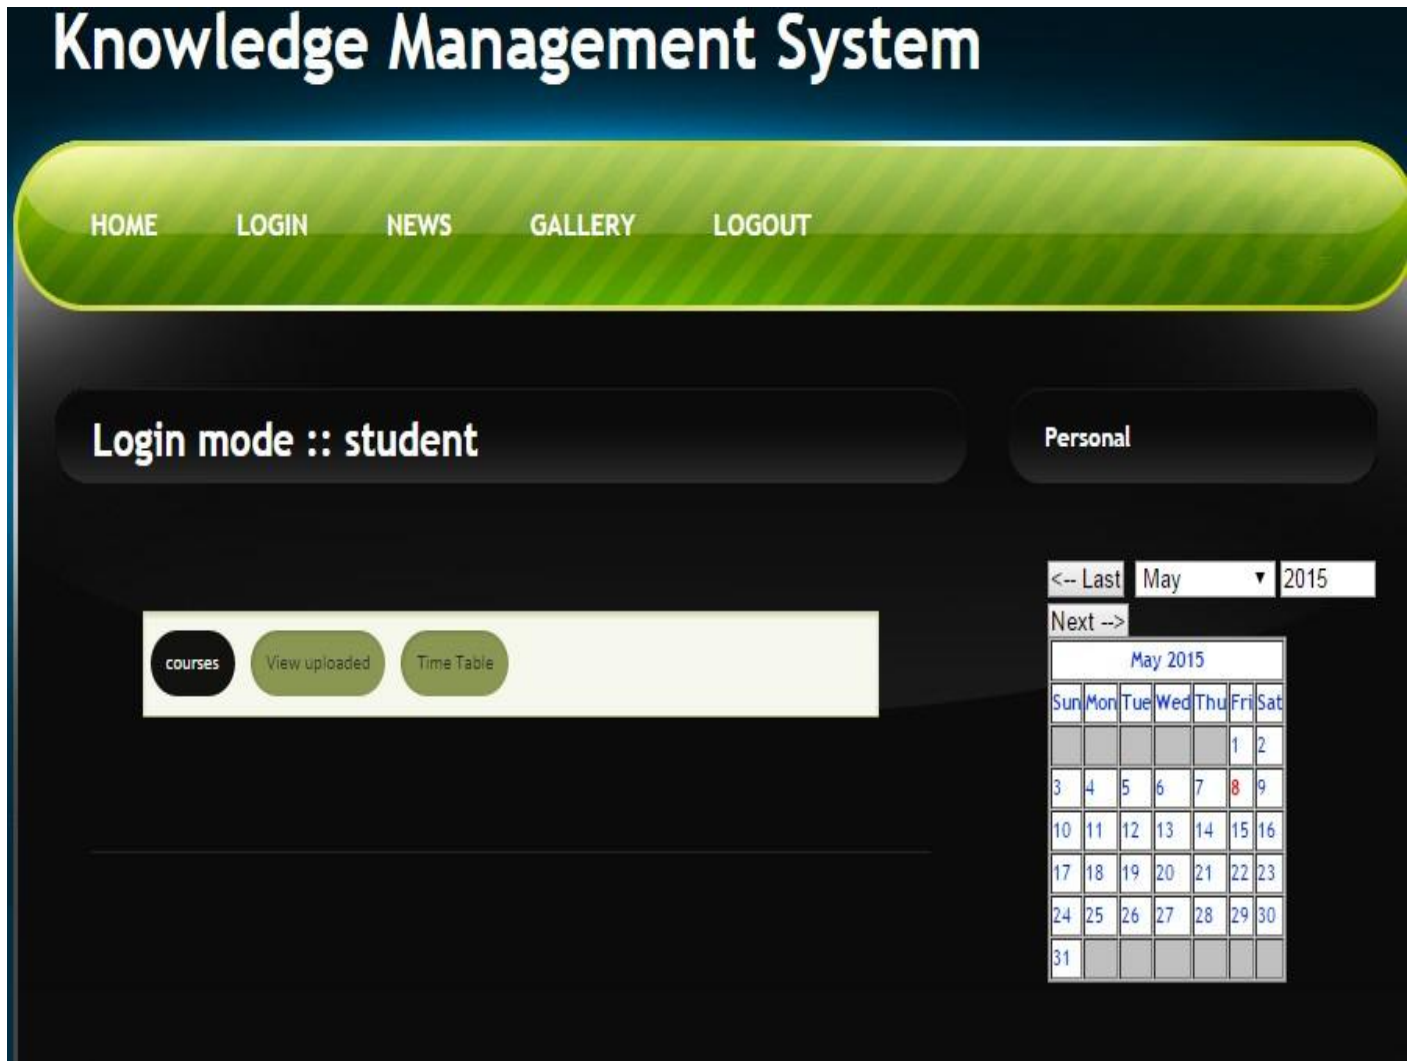 Knowledge Management System
HOME LOGIN NEWS GALLERY LOGOUT
Login mode :: student
Personal
courses View uploaded Time Table
<-- Last May 2015
Next -->
May 2015
Sun Mon Tue Wed Thu Fri Sat
1 2
3 4 5 6 7 8 9
10 11 12 13 14 15 16
17 18 19 20 21 22 23
24 25 26 27 28 29 30
31